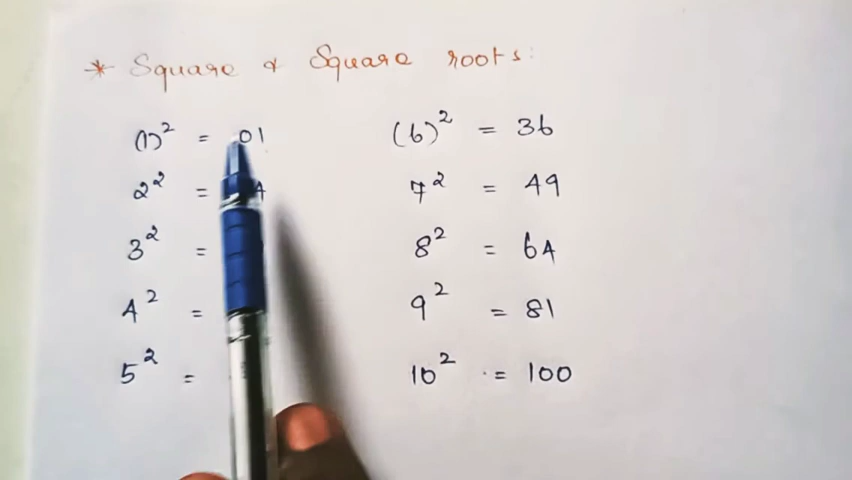 * Square & Square roots:
(1)² = 01
2² = 4
3² =
4² =
5² =
(6)² = 36
7² = 49
8² = 64
9² = 81
10² = 100